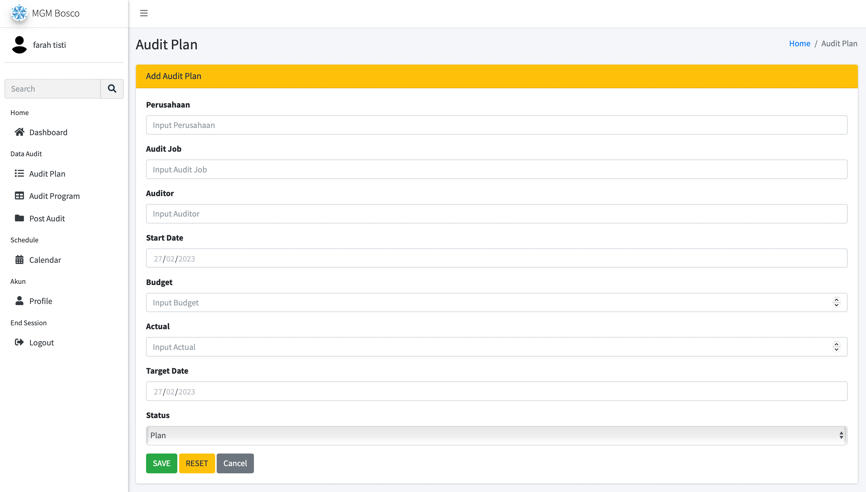 MGM Bosco
farah tisti
Search
Home
Dashboard
Data Audit
Audit Plan
Audit Program
Post Audit
Schedule
Calendar
Akun
Profile
End Session
Logout
Audit Plan
Home / Audit Plan
Add Audit Plan
Perusahaan
Input Perusahaan
Audit Job
Input Audit Job
Auditor
Input Auditor
Start Date
27/02/2023
Budget
Input Budget
Actual
Input Actual
Target Date
27/02/2023
Status
Plan
SAVE RESET Cancel